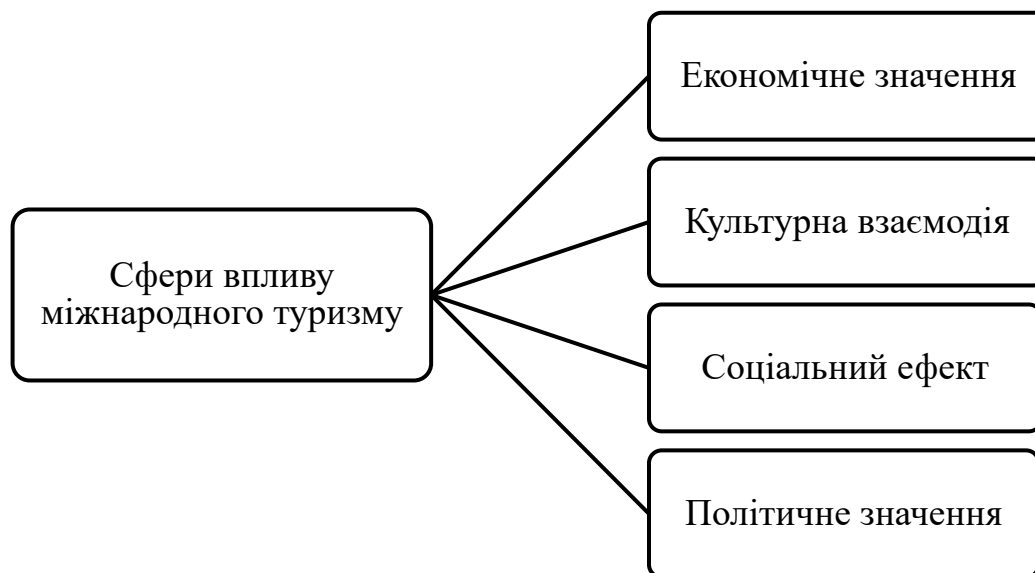 Сфери впливу
міжнародного туризму
Економічне значення
Культурна взаємодія
Соціальний ефект
Політичне значення